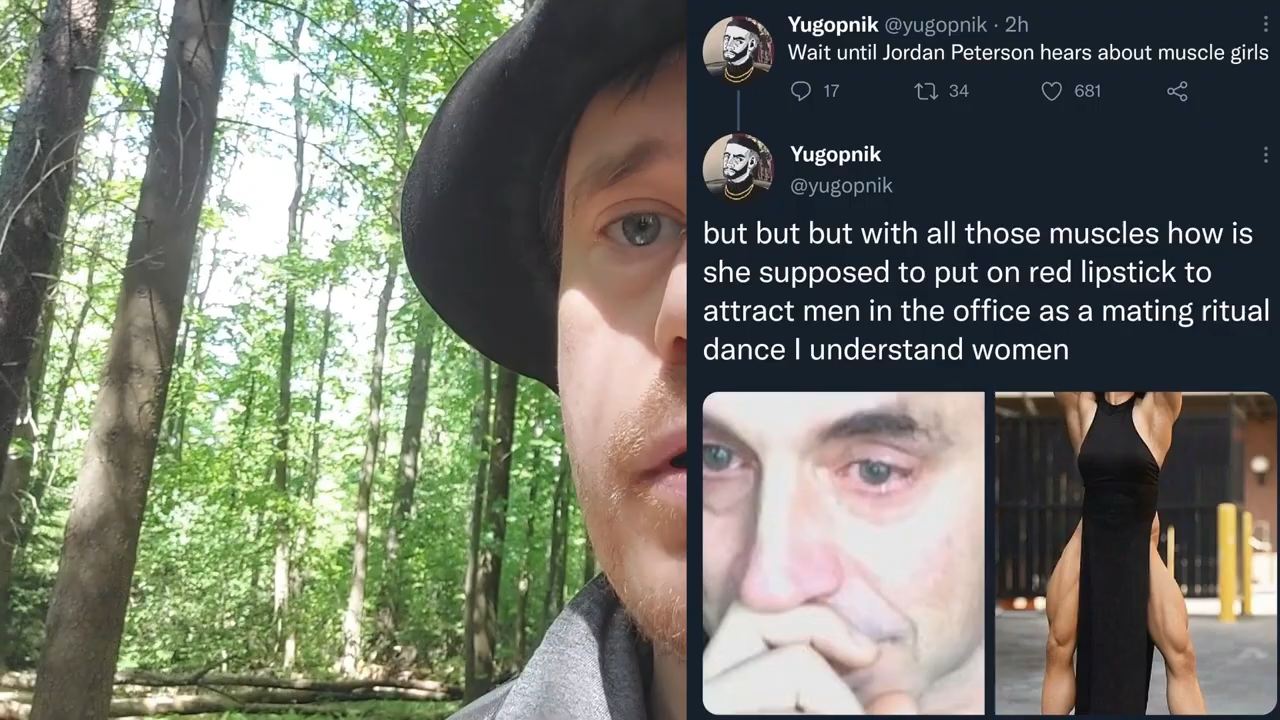 Yugopnik @yugopnik · 2h
Wait until Jordan Peterson hears about muscle girls
17 34 681
Yugopnik
@yugopnik
but but but with all those muscles how is
she supposed to put on red lipstick to
attract men in the office as a mating ritual
dance I understand women